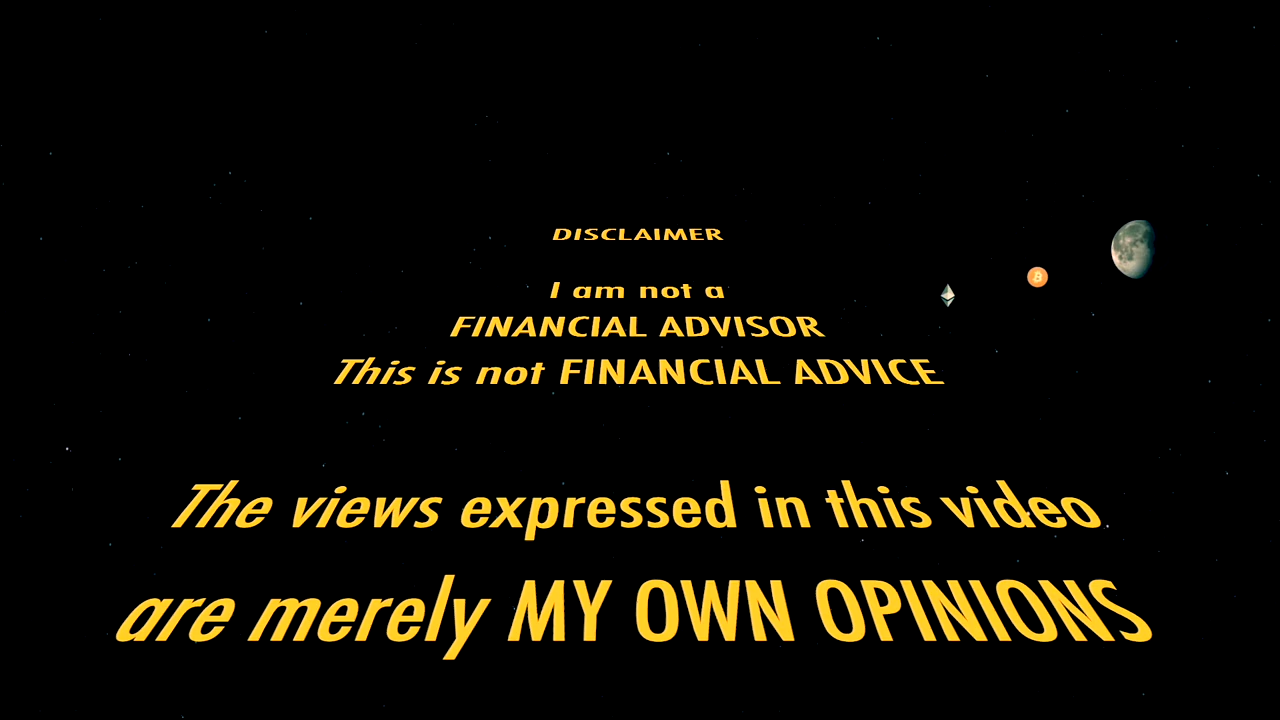 DISCLAIMER
I am not a
FINANCIAL ADVISOR
This is not FINANCIAL ADVICE
The views expressed in this video
are merely MY OWN OPINIONS